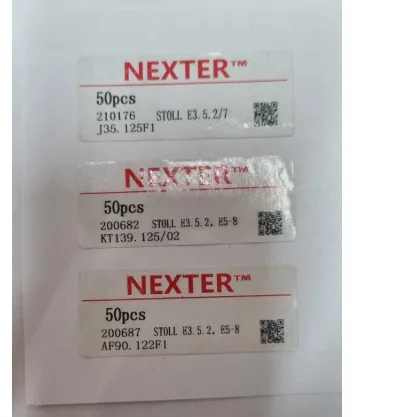 NEXTER™
50pcs
210176 STOLL E3.5.2/7
J35.125F1
NEXTER™
50pcs
200682 STOLL E3.5.2, E5-8
KT139.125/02
NEXTER™
50pcs
200687 STOLL E3.5.2, E5-8
AF90.122F1